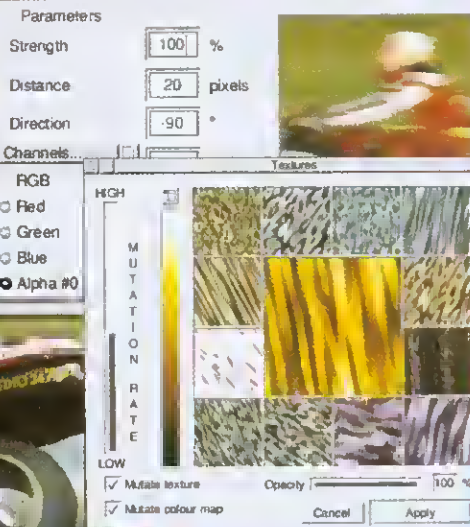 Parameters
Strength 100 %
Distance 20 pixels
Direction -90 °
Channels...
RGB
Red
Green
Blue
Alpha #0
Textures
HIGH
MUTATION RATE
LOW
Mutate texture
Mutate colour map
Opacity 100 %
Cancel
Apply